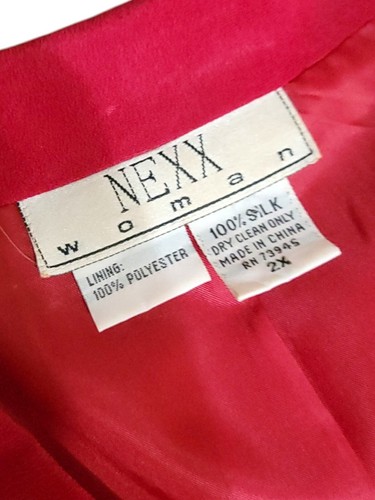 NEXX
woman
LINING:
100% POLYESTER
100% SILK
DRY CLEAN ONLY
MADE IN CHINA
RN 73945
2X